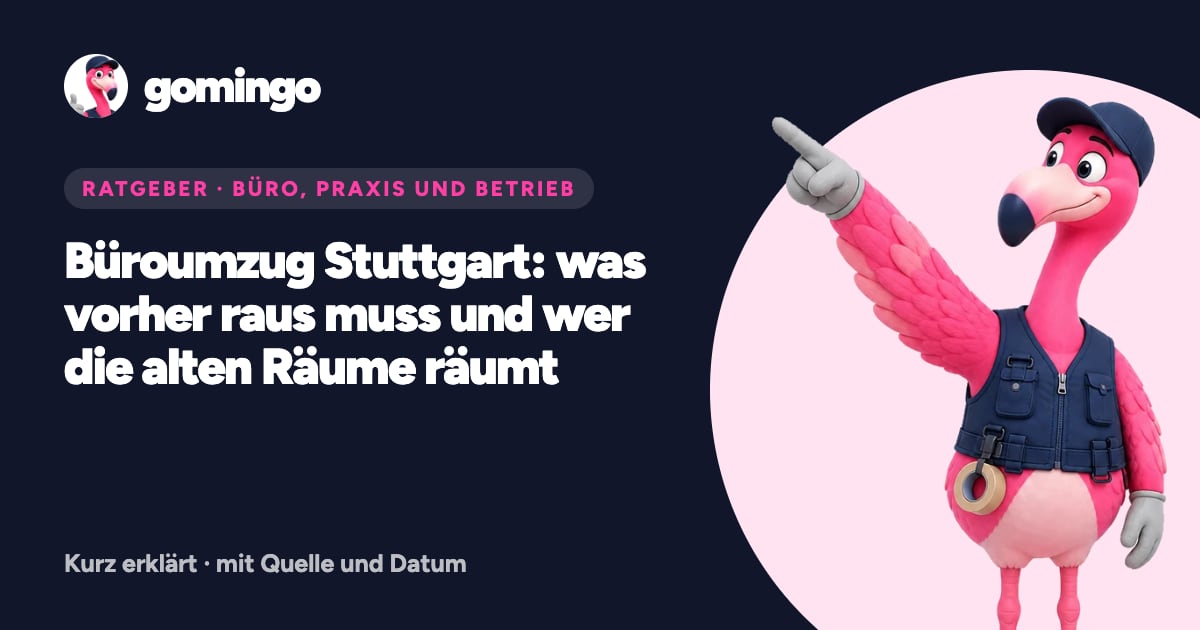 gomingo
RATGEBER · BÜRO, PRAXIS UND BETRIEB
Büroumzug Stuttgart: was
vorher raus muss und wer
die alten Räume räumt
Kurz erklärt · mit Quelle und Datum